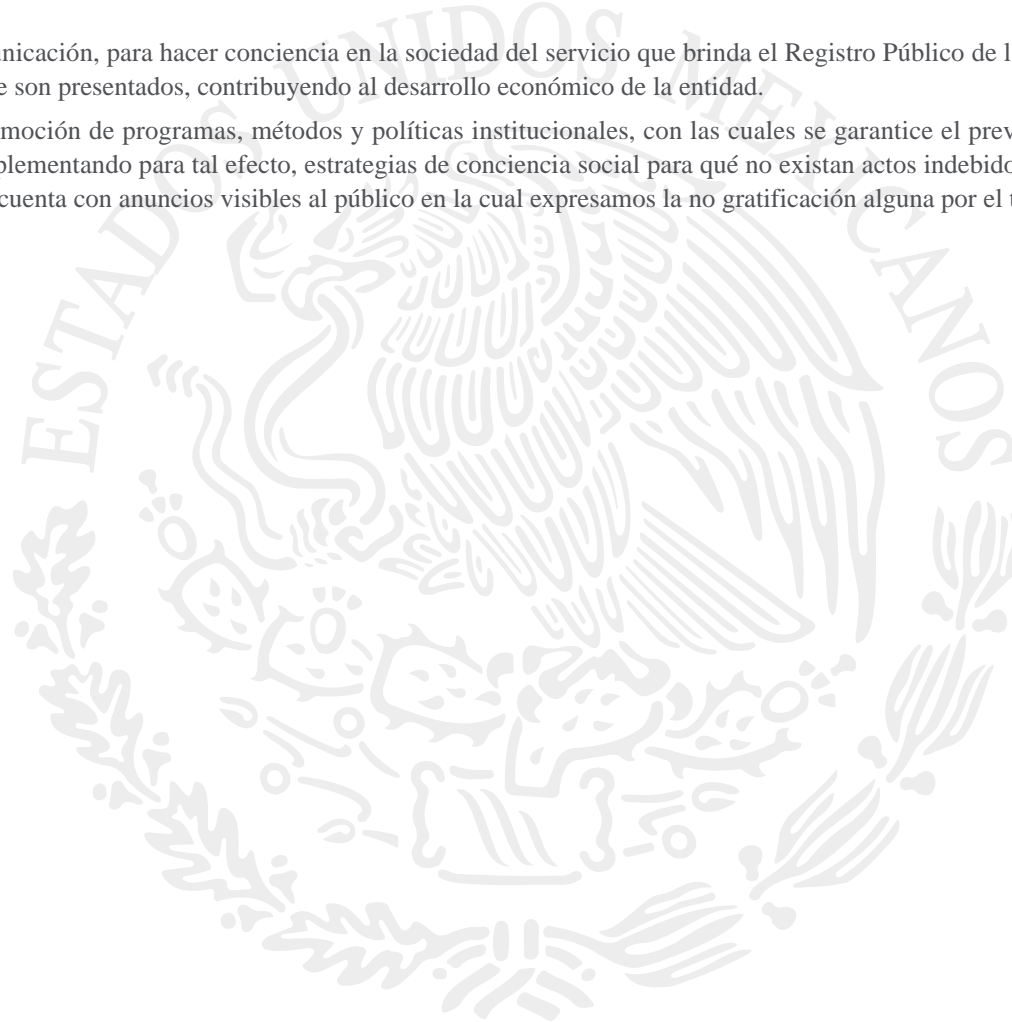 unicación, para hacer conciencia en la sociedad del servicio que brinda el Registro Público de l
e son presentados, contribuyendo al desarrollo económico de la entidad.
moción de programas, métodos y políticas institucionales, con las cuales se garantice el prev
plementando para tal efecto, estrategias de conciencia social para qué no existan actos indebido
cuenta con anuncios visibles al público en la cual expresamos la no gratificación alguna por el t
ESTADOS UNIDOS MEXICANOS